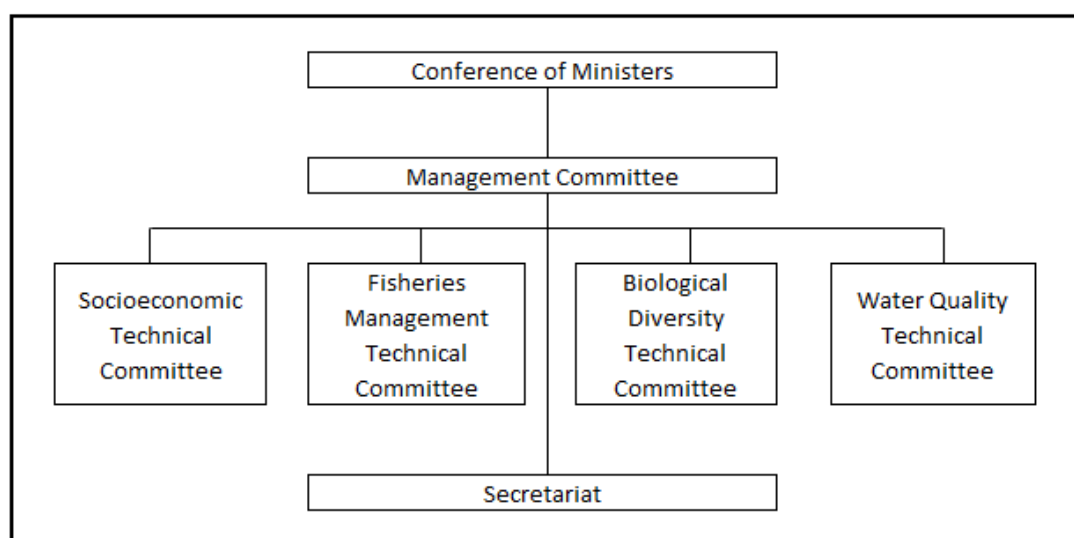 Conference of Ministers
Management Committee
Socioeconomic
Technical
Committee
Fisheries
Management
Technical
Committee
Biological
Diversity
Technical
Committee
Water Quality
Technical
Committee
Secretariat